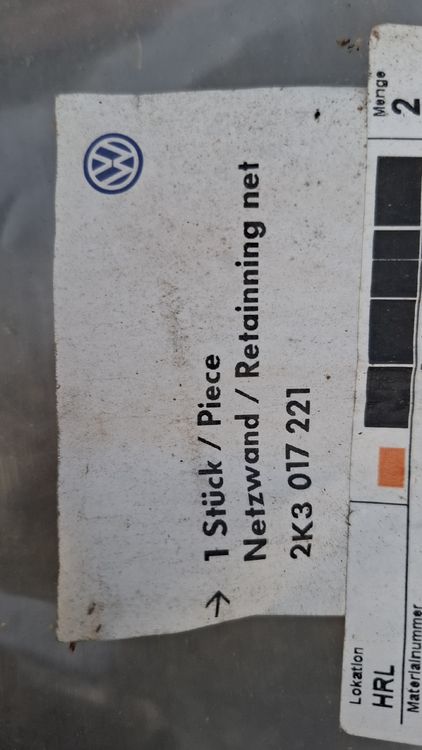 → 1 Stück / Piece
Netzwand / Retainning net
2K3 017 221
Lokation
HRL
Menge
2
Materialnummer